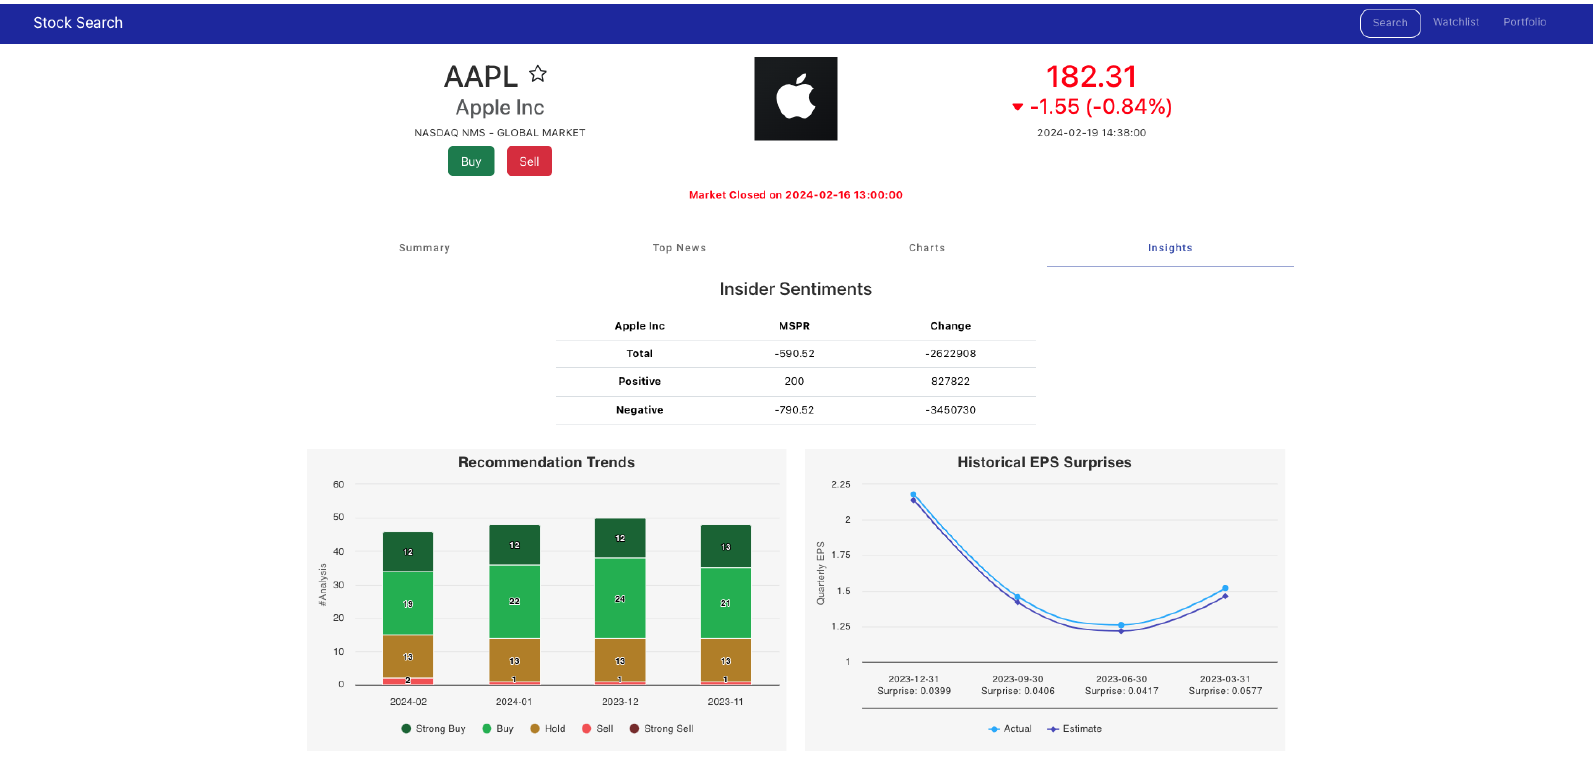 Stock Search
Search Watchlist Portfolio
AAPL
Apple Inc
NASDAQ NMS - GLOBAL MARKET
Buy Sell
182.31
-1.55 (-0.84%)
2024-02-19 14:38:00
Market Closed on 2024-02-16 13:00:00
Summary Top News Charts Insights
Insider Sentiments
Apple Inc MSPR Change
Total -590.52 -2622908
Positive 200 827822
Negative -790.52 -3450730
Recommendation Trends
#Analysis
60
50
40
30
20
10
0
12 12 12 13
19 22 24 21
13 13 13 13
2 1 1 1
2024-02 2024-01 2023-12 2023-11
Strong Buy Buy Hold Sell Strong Sell
Historical EPS Surprises
Quarterly EPS
2.25
2
1.75
1.5
1.25
1
2023-12-31 2023-09-30 2023-06-30 2023-03-31
Surprise: 0.0399 Surprise: 0.0406 Surprise: 0.0417 Surprise: 0.0577
Actual Estimate